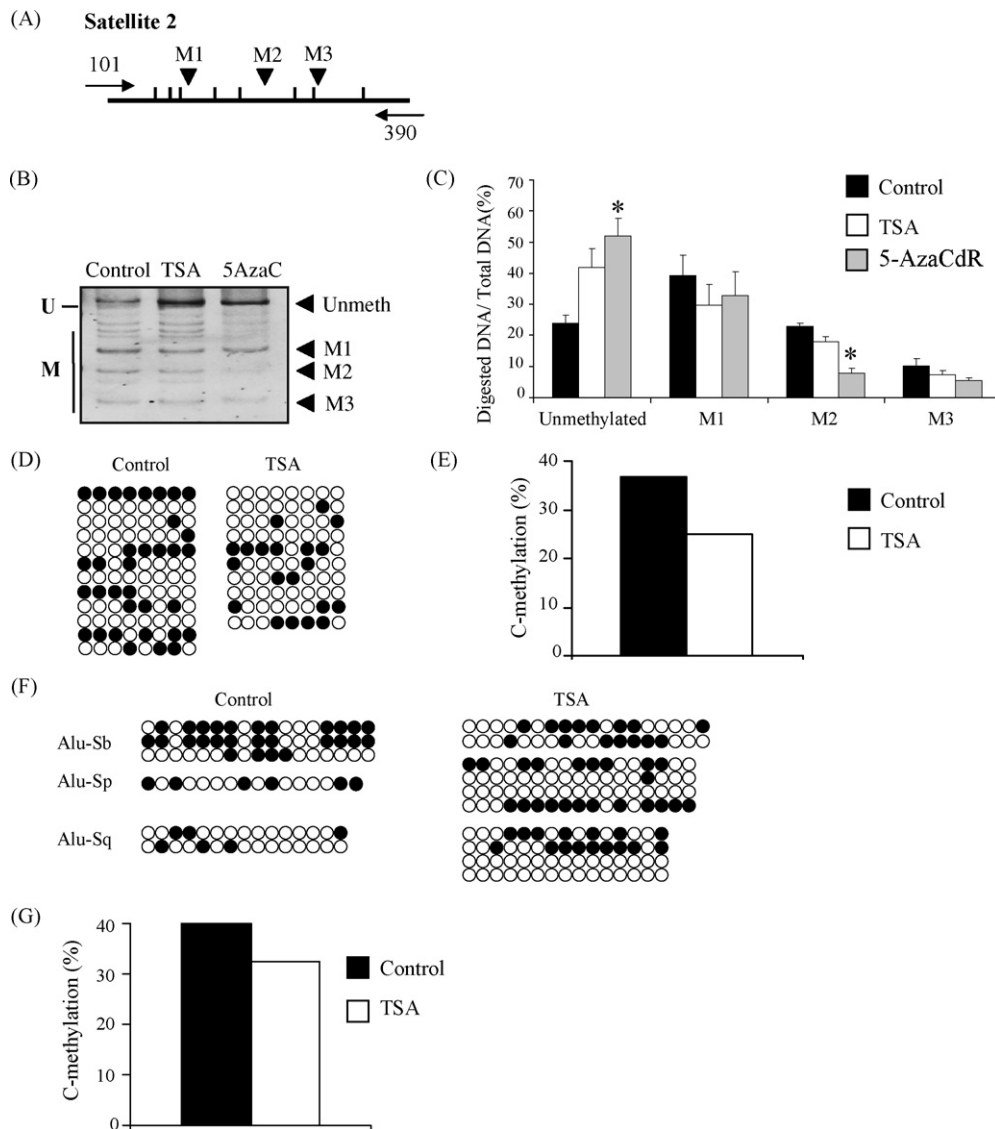 (A)
Satellite 2
M1 M2 M3
101
390
(B)
Control TSA 5AzaC
U
M
Unmeth
M1
M2
M3
(C)
Digested DNA/ Total DNA(%)
70
60
50
40
30
20
10
0
* *
Unmethylated M1 M2 M3
Control
TSA
5-AzaCdR
(D)
Control TSA
(E)
C-methylation (%)
40
30
20
10
0
Control
TSA
(F)
Control TSA
Alu-Sb
Alu-Sp
Alu-Sq
(G)
C-methylation (%)
40
30
20
10
0
Control
TSA